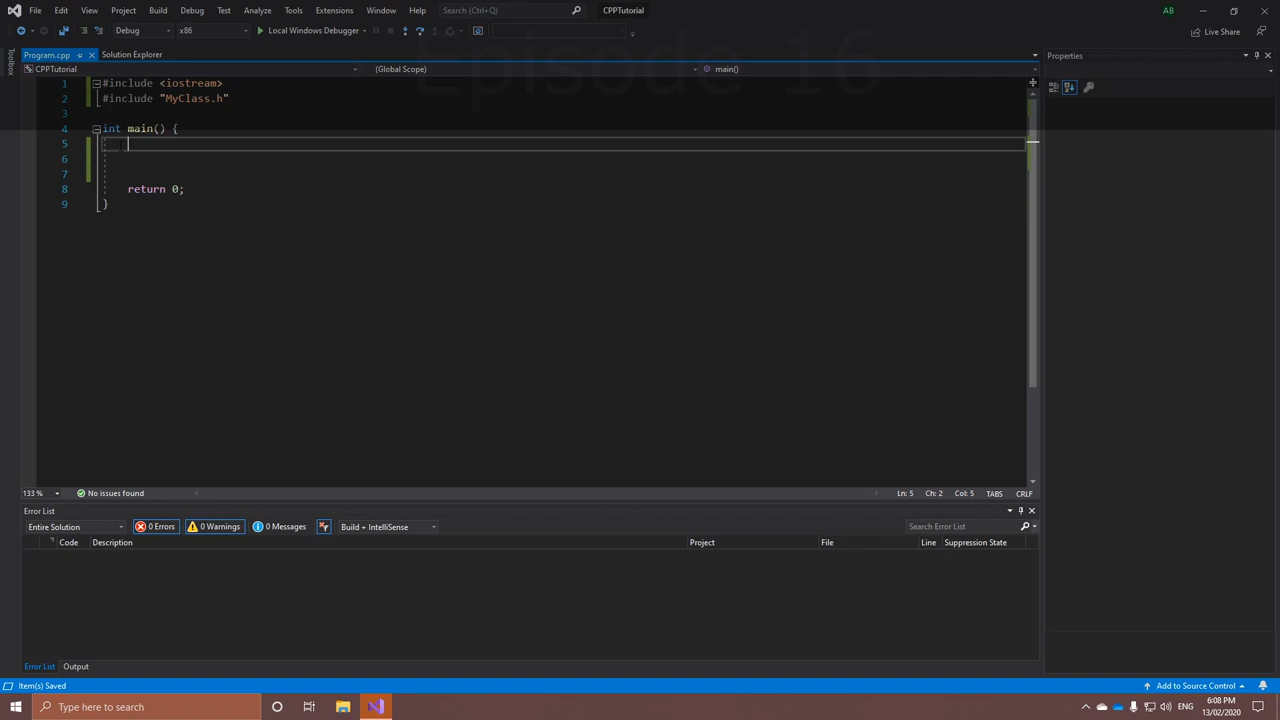 File Edit View Project Build Debug Test Analyze Tools Extensions Window Help Search (Ctrl+Q) CPPTutorial AB
Debug x86 Local Windows Debugger Live Share
Episode 16
Toolbox
Program.cpp Solution Explorer Properties
CPPTutorial (Global Scope) main()
1 #include <iostream>
2 #include "MyClass.h"
3
4 int main() {
5
6
7
8 return 0;
9 }
133 % No issues found Ln: 5 Ch: 2 Col: 5 TABS CRLF
Error List
Entire Solution 0 Errors 0 Warnings 0 Messages Build + IntelliSense Search Error List
Code Description Project File Line Suppression State
Error List Output
Item(s) Saved Add to Source Control
Type here to search ENG 6:08 PM
13/02/2020